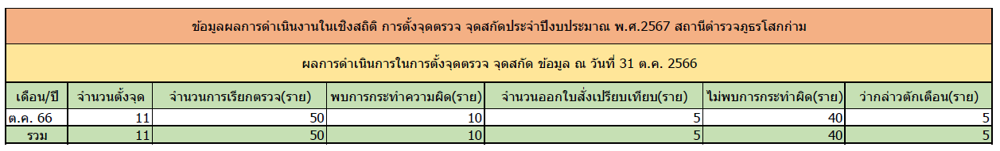 ข้อมูลผลการดำเนินงานในเชิงสถิติ การตั้งจุดตรวจ จุดสกัดประจำปีงบประมาณ พ.ศ.2567 สถานีตำรวจภูธรโสกก่าม
ผลการดำเนินการในการตั้งจุดตรวจ จุดสกัด ข้อมูล ณ วันที่ 31 ต.ค. 2566
เดือน/ปี จำนวนตั้งจุด จำนวนการเรียกตรวจ(ราย) พบการกระทำความผิด(ราย) จำนวนออกใบสั่งเปรียบเทียบ(ราย) ไม่พบการกระทำผิด(ราย) ว่ากล่าวตักเตือน(ราย)
ต.ค. 66 11 50 10 5 40 5
รวม 11 50 10 5 40 5